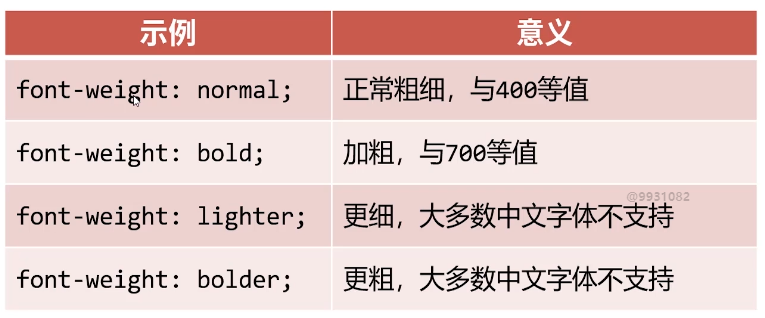 示例 意义
font-weight: normal; 正常粗细，与400等值
font-weight: bold; 加粗，与700等值
@9931082
font-weight: lighter; 更细，大多数中文字体不支持
font-weight: bolder; 更粗，大多数中文字体不支持